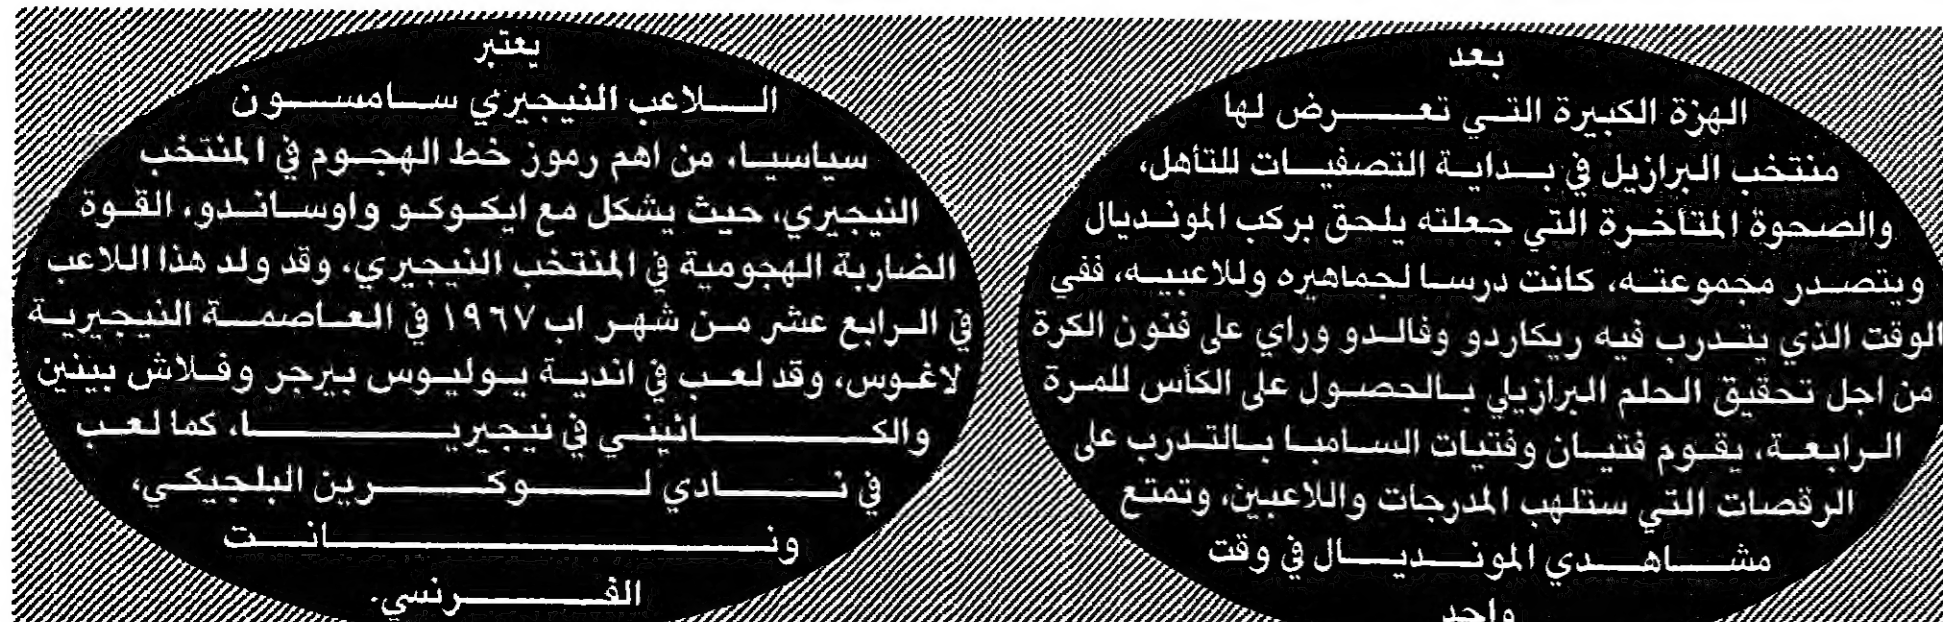 بعد
الهزة الكبيرة التي تعرض لها
منتخب البرازيل في بداية التصفيات للتأهل،
والصحوة المتأخرة التي جعلته يلحق بركب المونديال
ويتصدر مجموعته، كانت درسا لجماهيره وللاعبيه، ففي
الوقت الذي يتدرب فيه ريكاردو وفالدو وراي على فنون الكرة
من اجل تحقيق الحلم البرازيلي بالحصول على الكأس للمرة
الرابعة، يقوم فتيان وفتيات السامبا بالتدرب على
الرقصات التي ستلهب المدرجات واللاعبين، وتمتع
مشاهدي المونديال في وقت
واحد
يعتبر
اللاعب النيجيري سامسون
سياسيا، من اهم رموز خط الهجوم في المنتخب
النيجيري، حيث يشكل مع ايكوكو واوساندو، القوة
الضاربة الهجومية في المنتخب النيجيري، وقد ولد هذا اللاعب
في الرابع عشر من شهر اب ١٩٦٧ في العاصمة النيجيرية
لاغوس، وقد لعب في اندية يوليوس بيرجر وفلاش بينين
والكائيني في نيجيريا، كما لعب
في نادي لوكرين البلجيكي،
ونانت
الفرنسي.